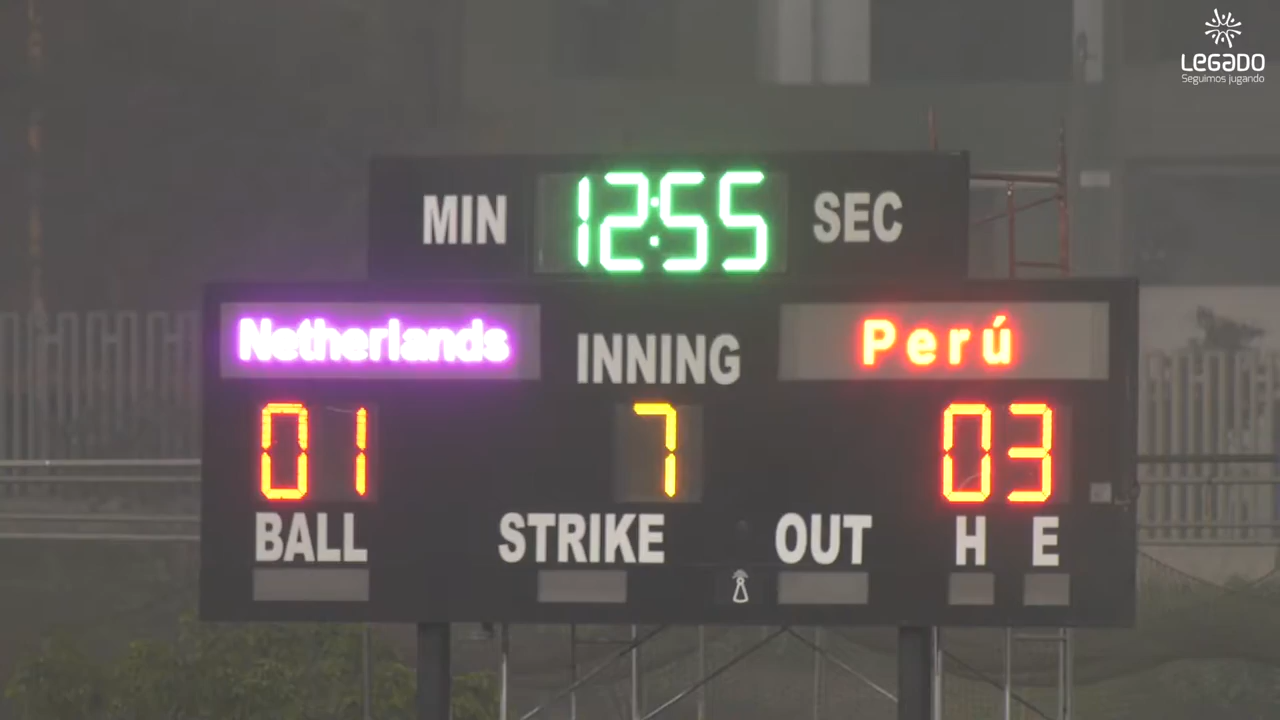 LEGADO
Seguimos jugando
MIN 12:55 SEC
Netherlands INNING Perú
01 7 03
BALL STRIKE OUT H E